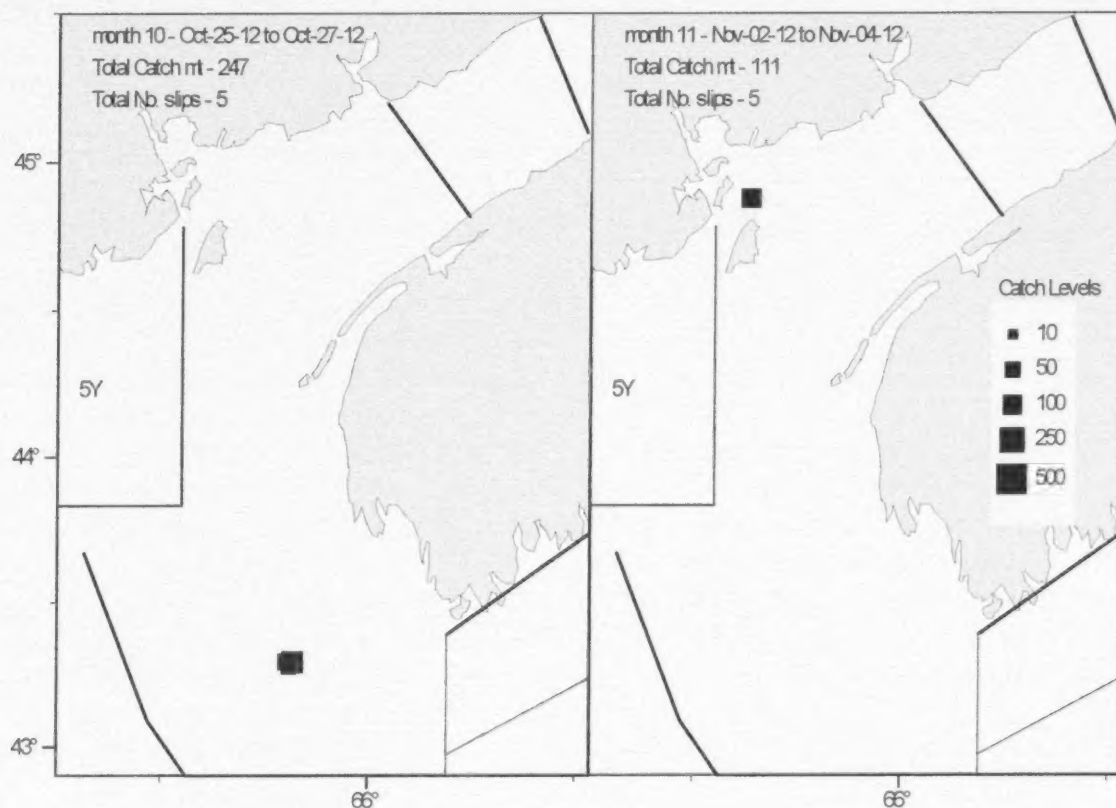 month 10 - Oct-25-12 to Oct-27-12
Total Catch mt - 247
Total Nb. slips - 5
month 11 - Nov-02-12 to Nov-04-12
Total Catch mt - 111
Total Nb. slips - 5
45°
44°
43°
5Y
5Y
Catch Levels
10
50
100
250
500
66°
66°